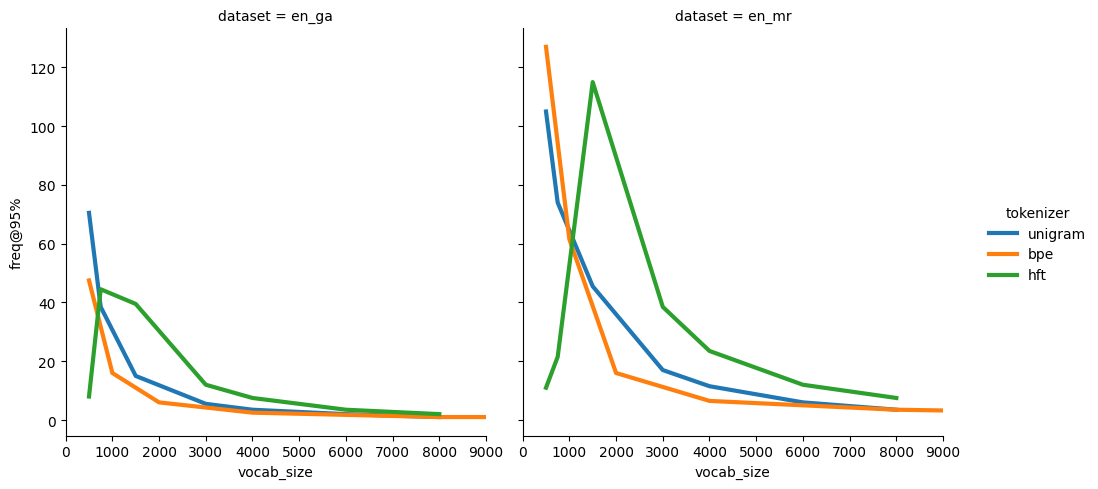 dataset = en_ga
dataset = en_mr
freq@95%
120
100
80
60
40
20
0
0 1000 2000 3000 4000 5000 6000 7000 8000 9000
0 1000 2000 3000 4000 5000 6000 7000 8000 9000
vocab_size
vocab_size
tokenizer
unigram
bpe
hft